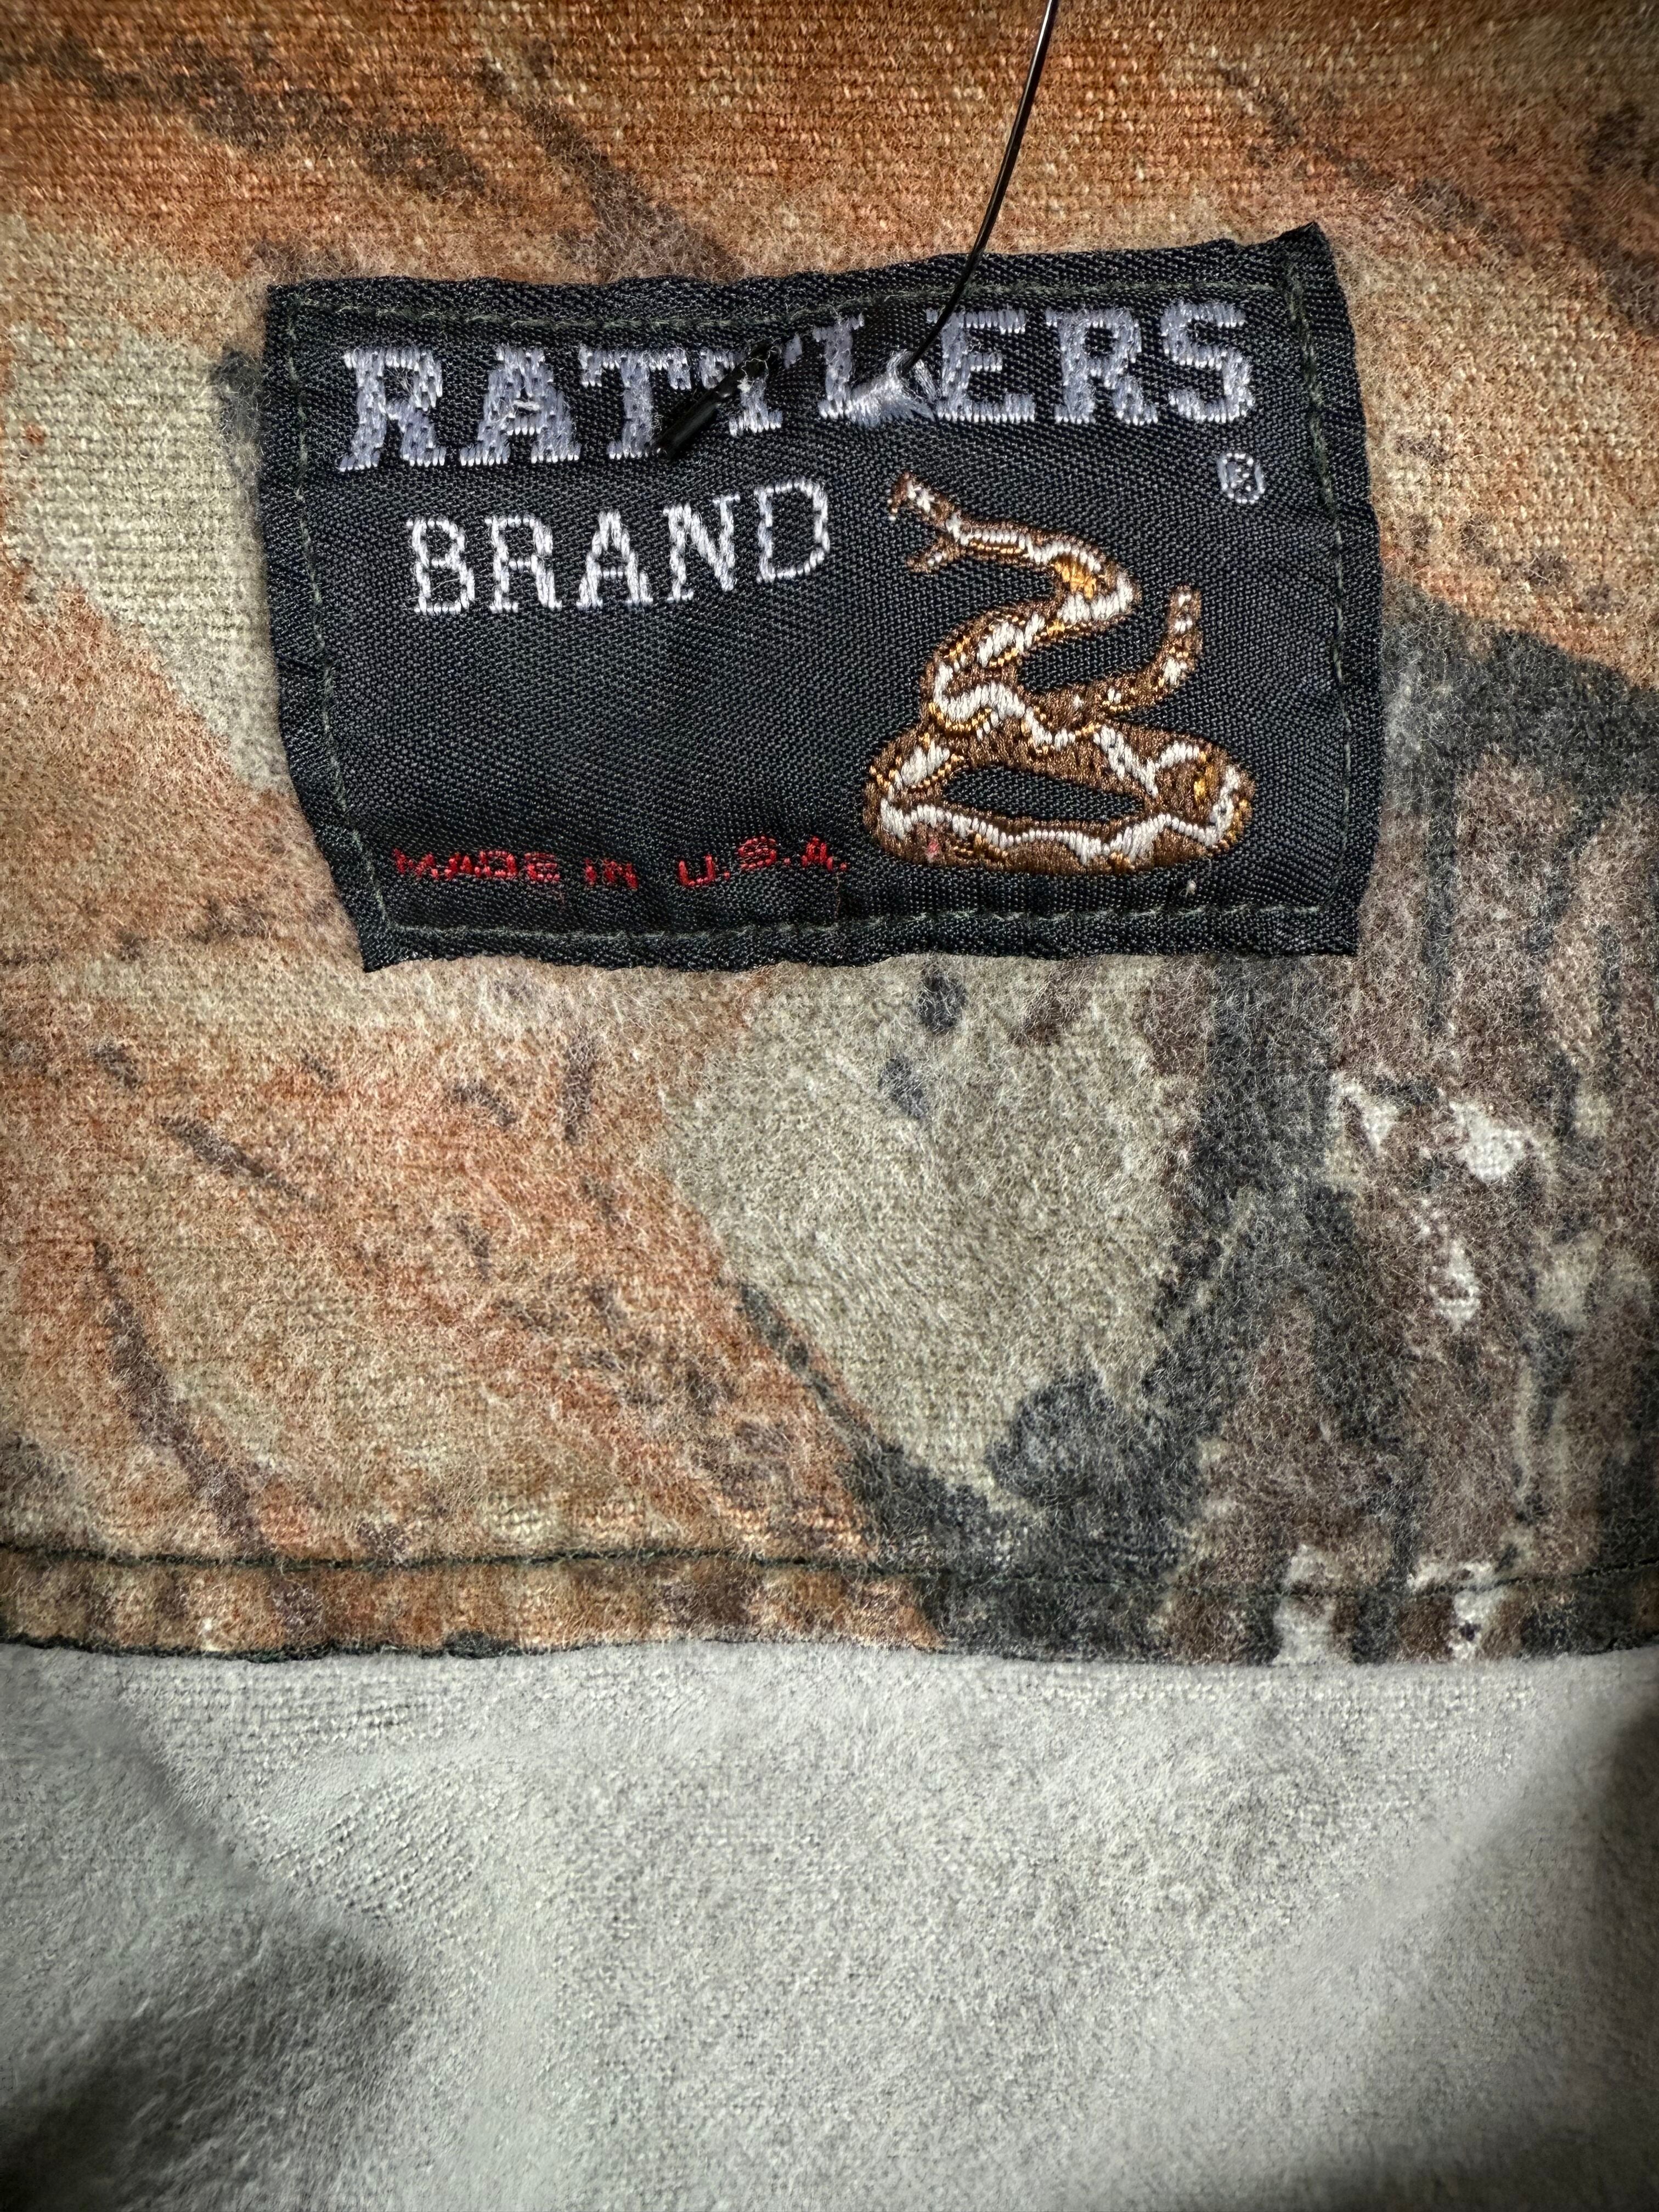 RATTLERS
®
BRAND
MADE IN U.S.A.